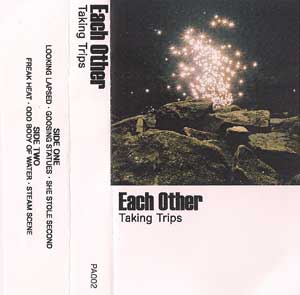 SIDE ONE
LOOKING LAPSED · GOOSING STATUES · SHE STOLE SECOND
SIDE TWO
FREAK HEAT · ODD BODY OF WATER · STEAM SCENE
Each Other
Taking Trips
PA002
Each Other
Taking Trips